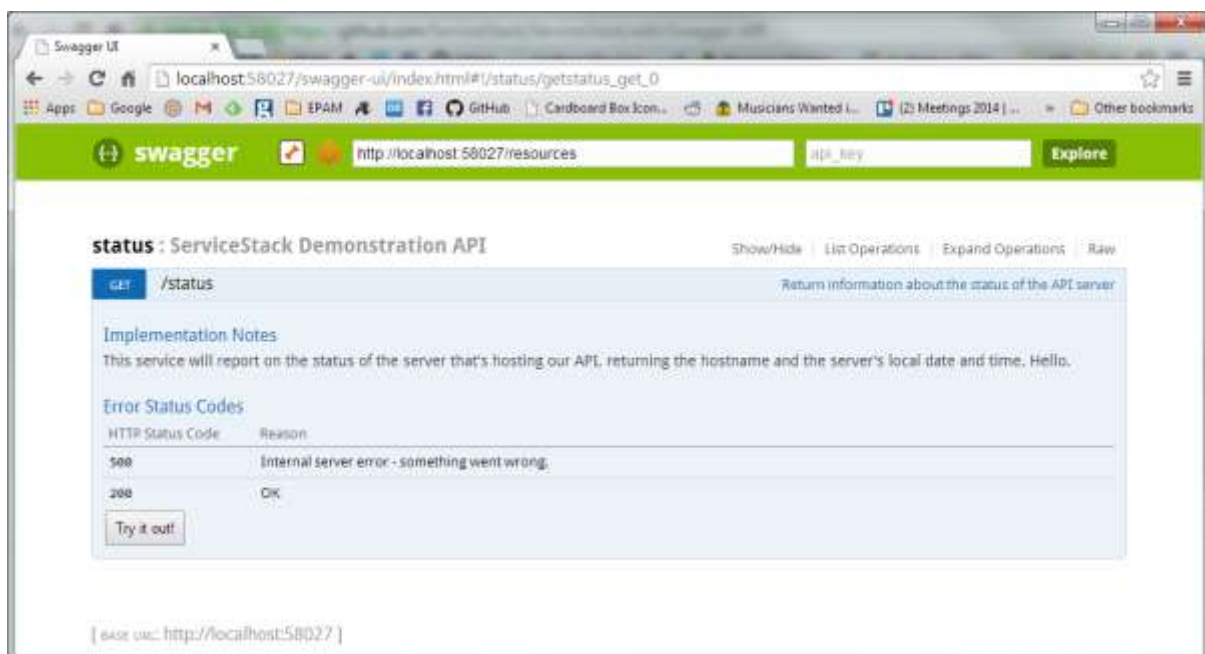 Swagger UI
localhost:58027/swagger-ui/index.html#!/status/getstatus_get_0
Apps Google EPAM GitHub Cardboard Box Icon... Musicians Wanted i... (2) Meetings 2014 | ... » Other bookmarks
swagger http://localhost:58027/resources api_key Explore
status : ServiceStack Demonstration API Show/Hide List Operations Expand Operations Raw
GET /status Return information about the status of the API server
Implementation Notes
This service will report on the status of the server that's hosting our API, returning the hostname and the server's local date and time. Hello.
Error Status Codes
HTTP Status Code Reason
500 Internal server error - something went wrong.
200 OK
Try it out!
[ BASE URL: http://localhost:58027 ]